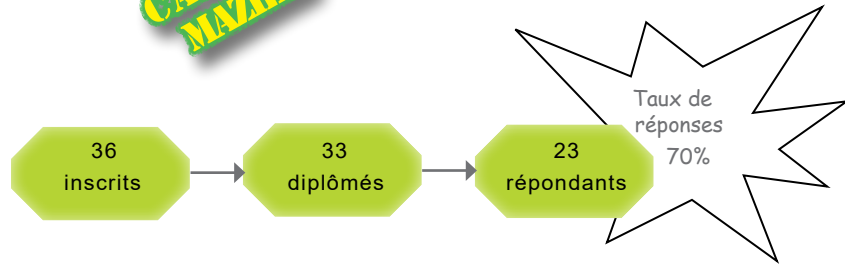 36
inscrits
33
diplômés
23
répondants
Taux de
réponses
70%